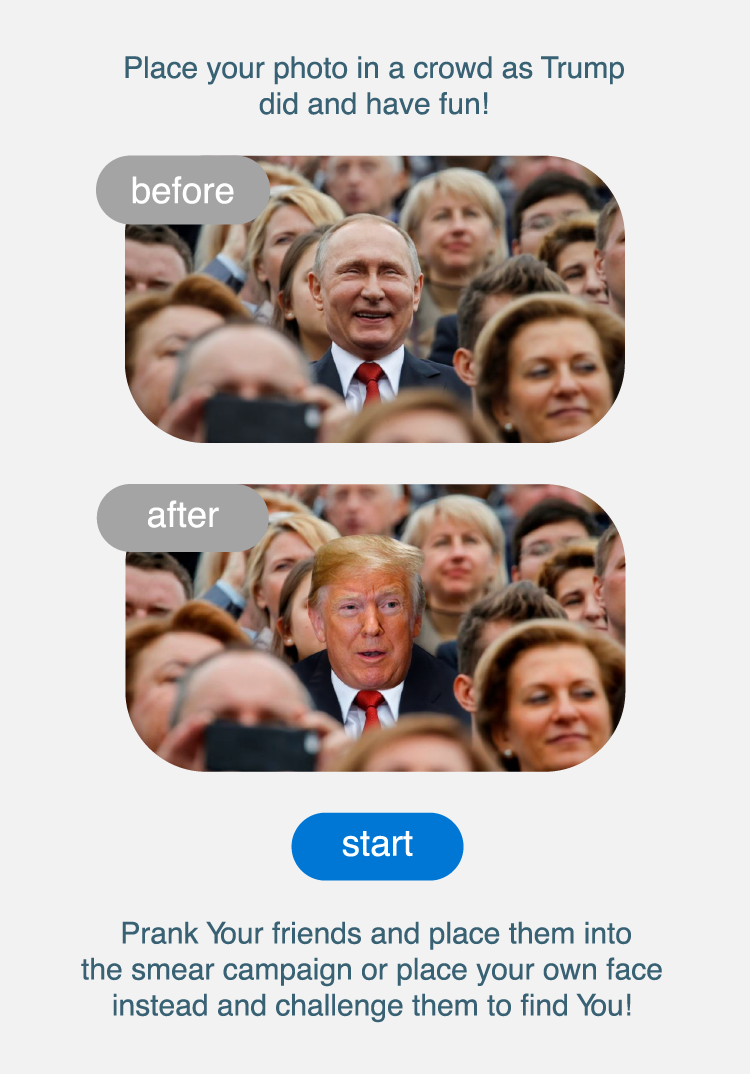 Place your photo in a crowd as Trump
did and have fun!
before
after
start
Prank Your friends and place them into
the smear campaign or place your own face
instead and challenge them to find You!